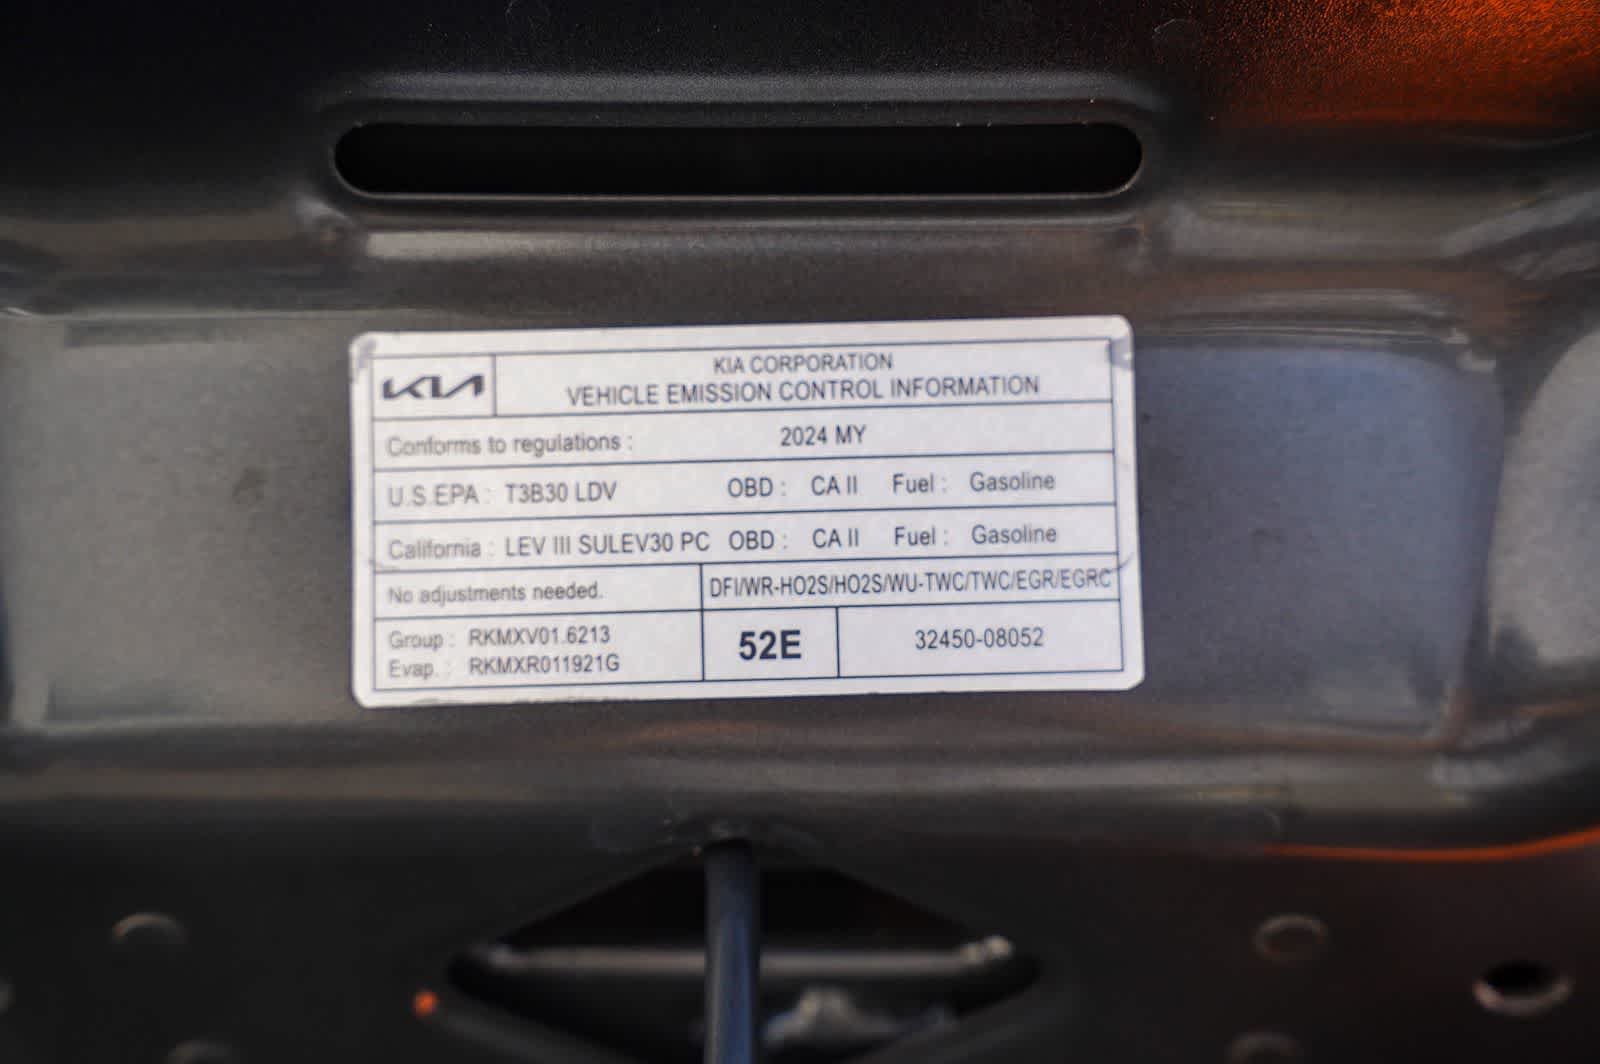 KIA
KIA CORPORATION
VEHICLE EMISSION CONTROL INFORMATION
Conforms to regulations : 2024 MY
U.S.EPA : T3B30 LDV OBD : CA II Fuel : Gasoline
California : LEV III SULEV30 PC OBD : CA II Fuel : Gasoline
No adjustments needed. DFI/WR-HO2S/HO2S/WU-TWC/TWC/EGR/EGRC
Group : RKMXV01.6213
Evap. : RKMXR011921G
52E
32450-08052